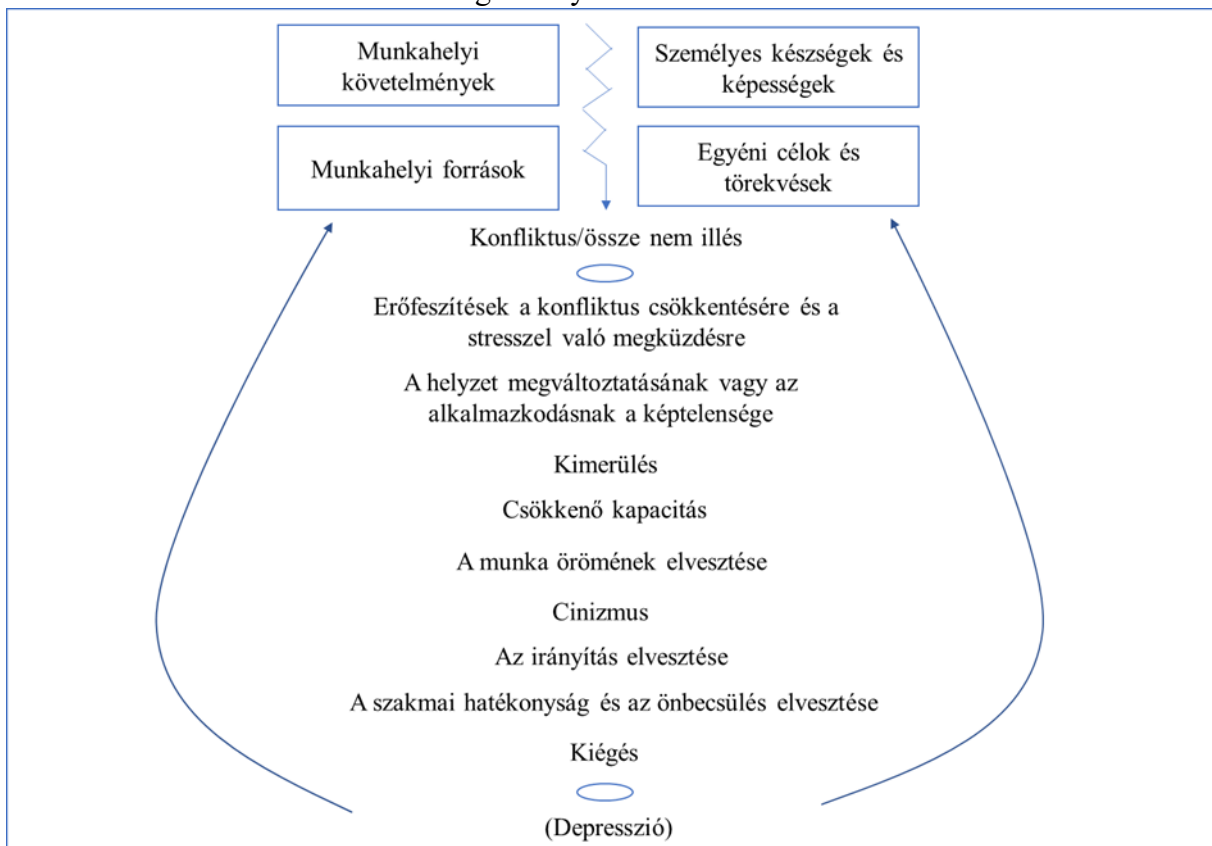 Munkahelyi
követelmények
Személyes készségek és
képességek
Munkahelyi források
Egyéni célok és
törekvések
Konfliktus/össze nem illés
Erőfeszítések a konfliktus csökkentésére és a
stresszel való megküzdésre
A helyzet megváltoztatásának vagy az
alkalmazkodásnak a képtelensége
Kimerülés
Csökkenő kapacitás
A munka örömének elvesztése
Cinizmus
Az irányítás elvesztése
A szakmai hatékonyság és az önbecsülés elvesztése
Kiégés
(Depresszió)